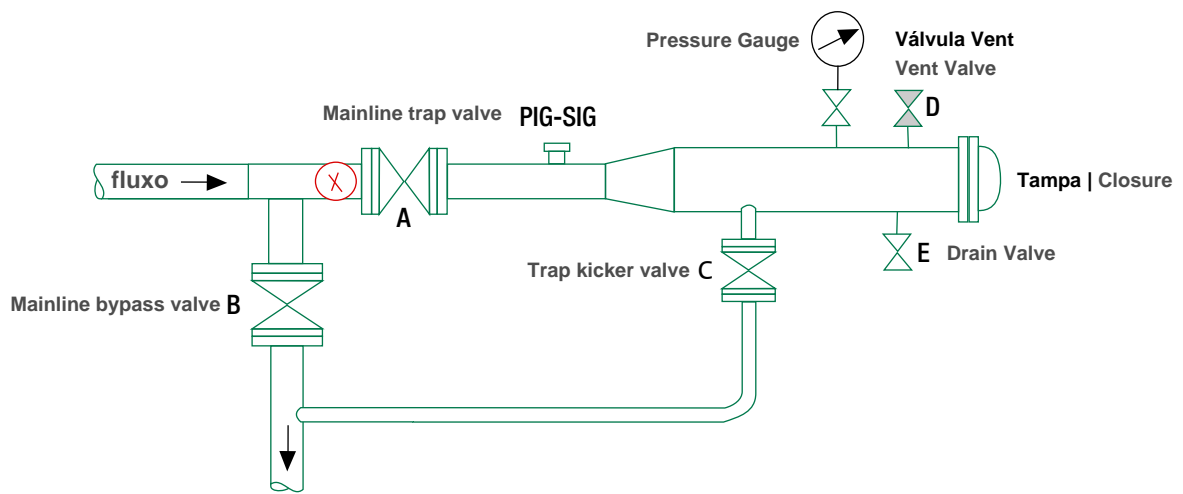 Pressure Gauge
Válvula Vent
Vent Valve
D
Mainline trap valve
PIG-SIG
fluxo
X
A
Tampa | Closure
Trap kicker valve C
E Drain Valve
Mainline bypass valve B